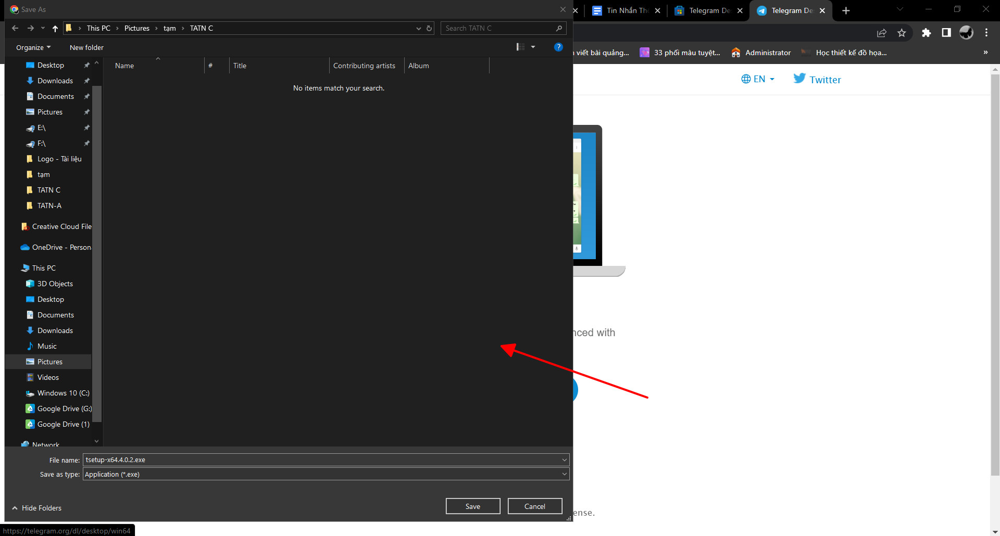 Save As
Tin Nhắn Th
Telegram De
Telegram De
This PC > Pictures > tạm > TATN C
Search TATN C
Organize
New folder
viết bài quảng...
33 phối màu tuyệt...
Administrator
Học thiết kế đồ họa...
»
Name
#
Title
Contributing artists
Album
No items match your search.
EN
Twitter
Desktop
Downloads
Documents
Pictures
E:\
F:\
Logo - Tài liệu
tạm
TATN C
TATN-A
Creative Cloud File
OneDrive - Person
This PC
3D Objects
Desktop
Documents
Downloads
Music
Pictures
Videos
Windows 10 (C:)
Google Drive (G:)
Google Drive (1)
Network
nced with
File name: tsetup-x64.4.0.2.exe
Save as type: Application (*.exe)
Hide Folders
Save
Cancel
ense.
https://telegram.org/dl/desktop/win64